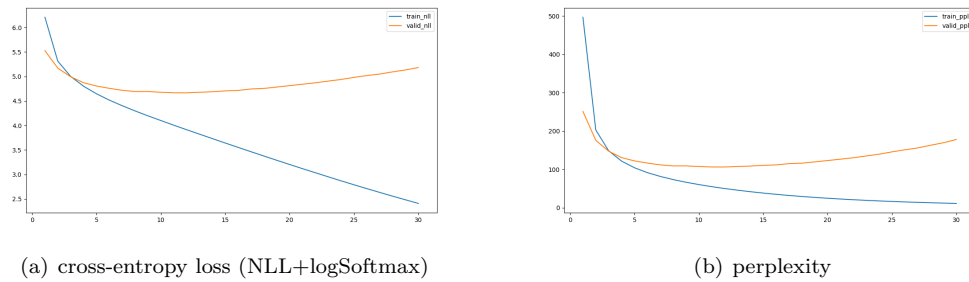 train_nll
valid_nll
6.0
5.5
5.0
4.5
4.0
3.5
3.0
2.5
0 5 10 15 20 25 30
train_ppl
valid_ppl
500
400
300
200
100
0
0 5 10 15 20 25 30
(a) cross-entropy loss (NLL+logSoftmax)
(b) perplexity